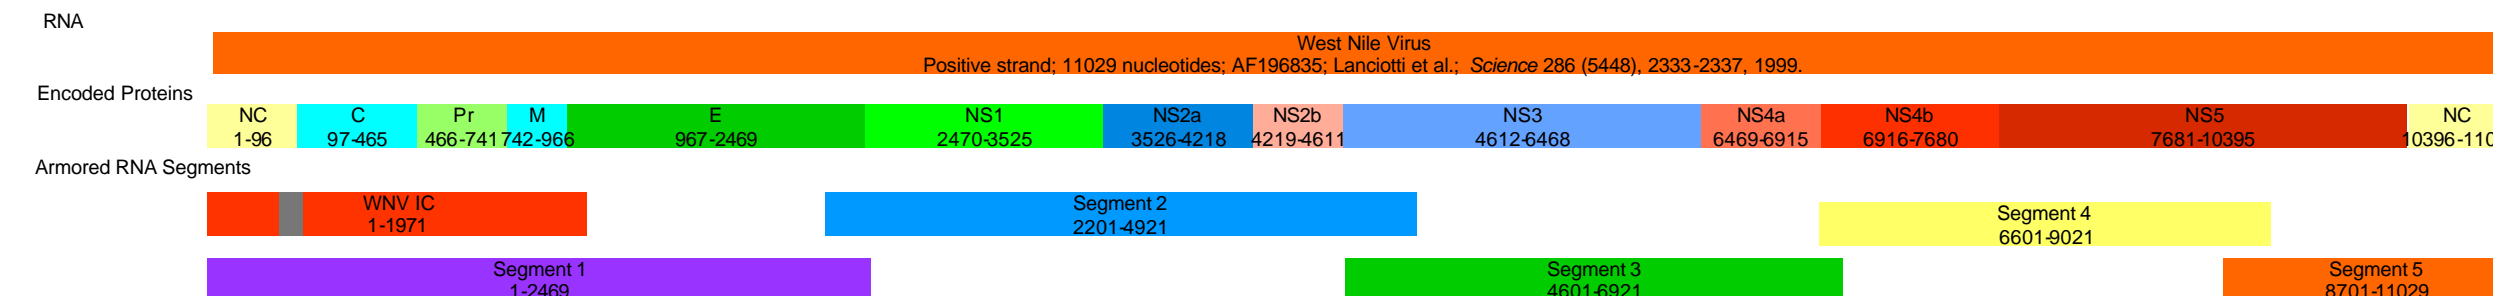 RNA
West Nile Virus
Positive strand; 11029 nucleotides; AF196835; Lanciotti et al.; Science 286 (5448), 2333-2337, 1999.
Encoded Proteins
NC C Pr M E NS1 NS2a NS2b NS3 NS4a NS4b NS5 NC
1-96 97-465 466-741 742-966 967-2469 2470-3525 3526-4218 4219-4611 4612-6468 6469-6915 6916-7680 7681-10395 10396-110
Armored RNA Segments
WNV IC Segment 2 Segment 4
1-1971 2201-4921 6601-9021
Segment 1 Segment 3 Segment 5
1-2469 4601-6921 8701-11029